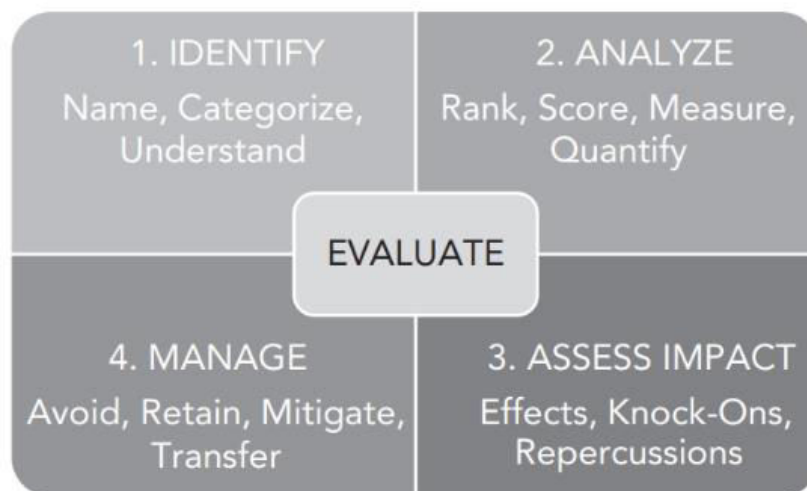 1. IDENTIFY
Name, Categorize,
Understand
2. ANALYZE
Rank, Score, Measure,
Quantify
EVALUATE
4. MANAGE
Avoid, Retain, Mitigate,
Transfer
3. ASSESS IMPACT
Effects, Knock-Ons,
Repercussions